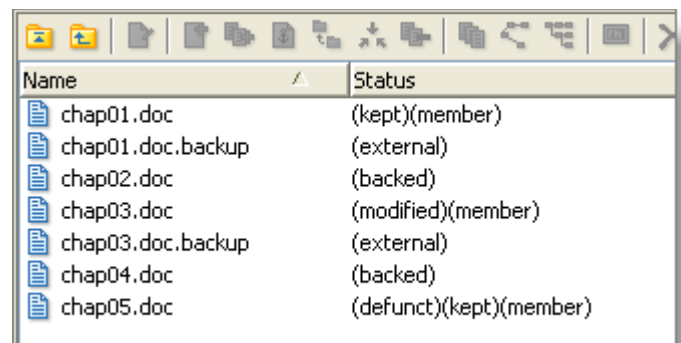 Name Status
chap01.doc (kept)(member)
chap01.doc.backup (external)
chap02.doc (backed)
chap03.doc (modified)(member)
chap03.doc.backup (external)
chap04.doc (backed)
chap05.doc (defunct)(kept)(member)